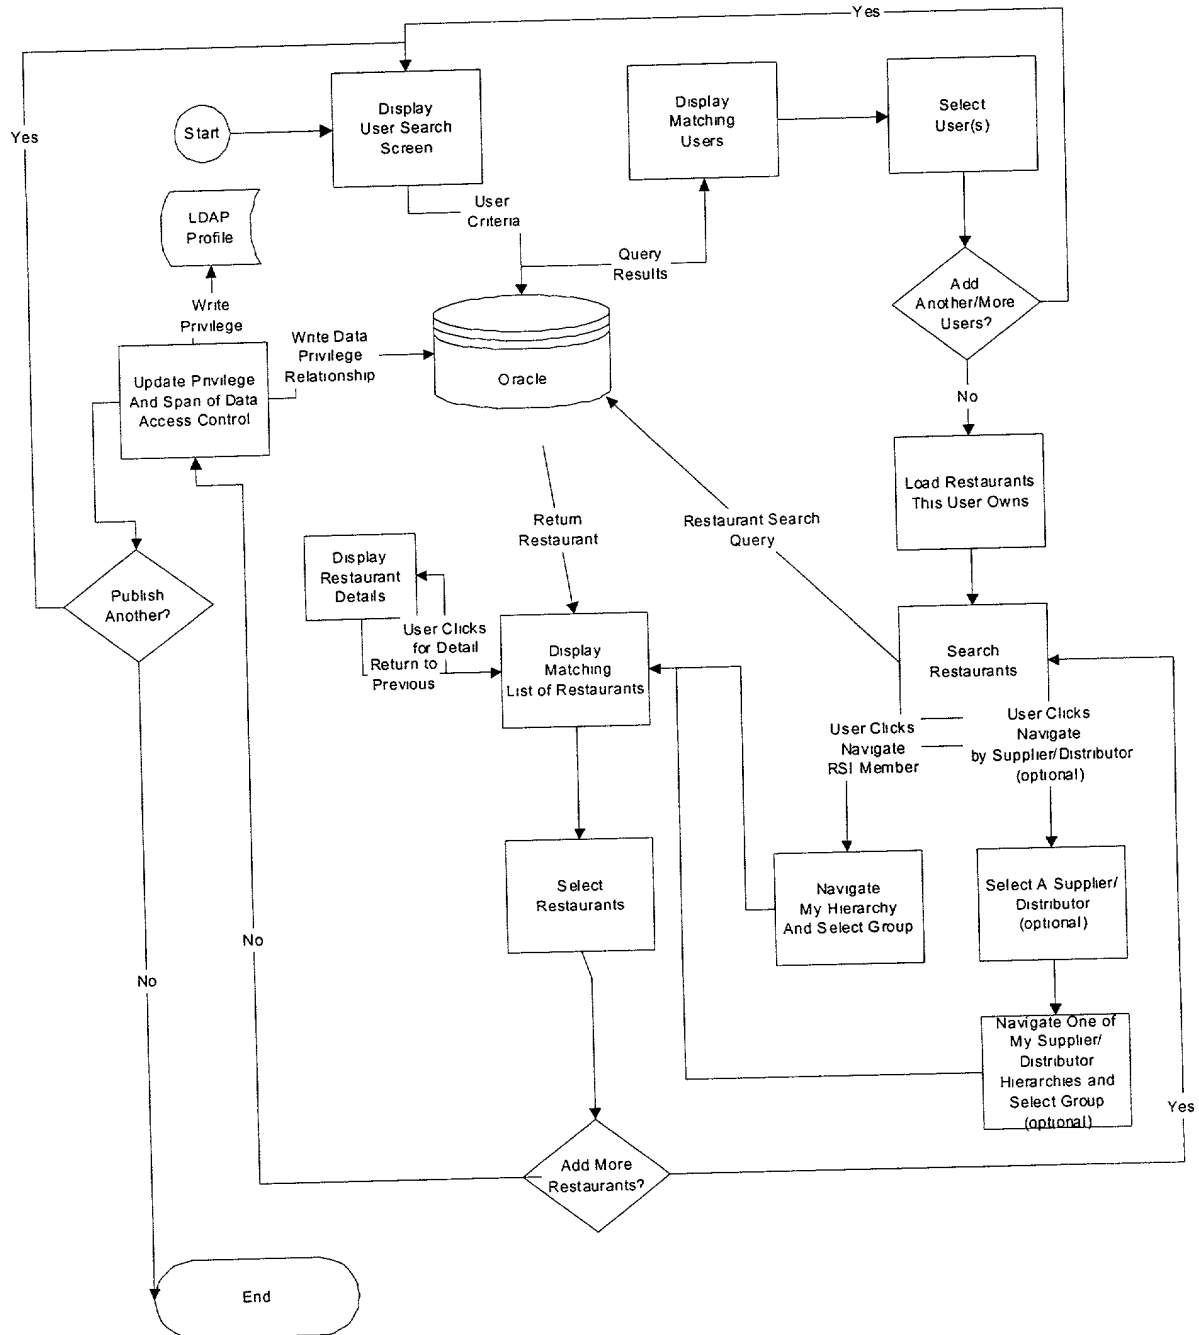 Yes
Yes
Start
Display
User Search
Screen
Display
Matching
Users
Select
User(s)
LDAP
Profile
User
Criteria
Query
Results
Add
Another/More
Users?
Write
Privilege
Write Data
Privilege
Relationship
Oracle
Update Privilege
And Span of Data
Access Control
No
Load Restaurants
This User Owns
Return
Restaurant
Restaurant Search
Query
Display
Restaurant
Details
Publish
Another?
User Clicks
for Detail
Return to
Previous
Display
Matching
List of Restaurants
Search
Restaurants
User Clicks
Navigate
RSI Member
User Clicks
Navigate
by Supplier/Distributor
(optional)
Select
Restaurants
Navigate
My Hierarchy
And Select Group
Select A Supplier/
Distributor
(optional)
No
No
Navigate One of
My Supplier/
Distributor
Hierarchies and
Select Group
(optional)
Yes
Add More
Restaurants?
End